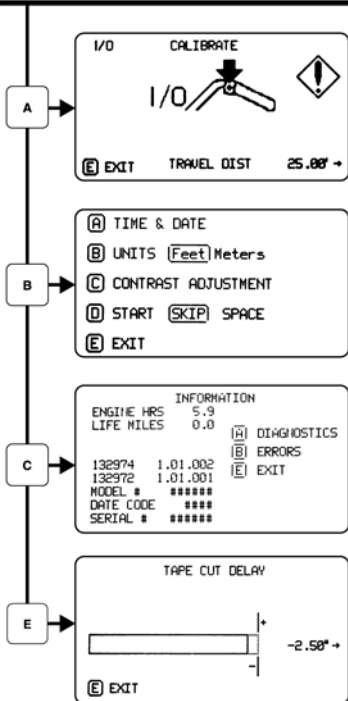 A
I/O CALIBRATE
I/O
E EXIT TRAVEL DIST 25.00" →
B
A TIME & DATE
B UNITS Feet Meters
C CONTRAST ADJUSTMENT
D START SKIP SPACE
E EXIT
C
INFORMATION
ENGINE HRS 5.9
LIFE MILES 0.0
A DIAGNOSTICS
B ERRORS
E EXIT
132974 1.01.002
132972 1.01.001
MODEL # ######
DATE CODE ####
SERIAL # ######
E
TAPE CUT DELAY
+
-2.50" →
-
E EXIT